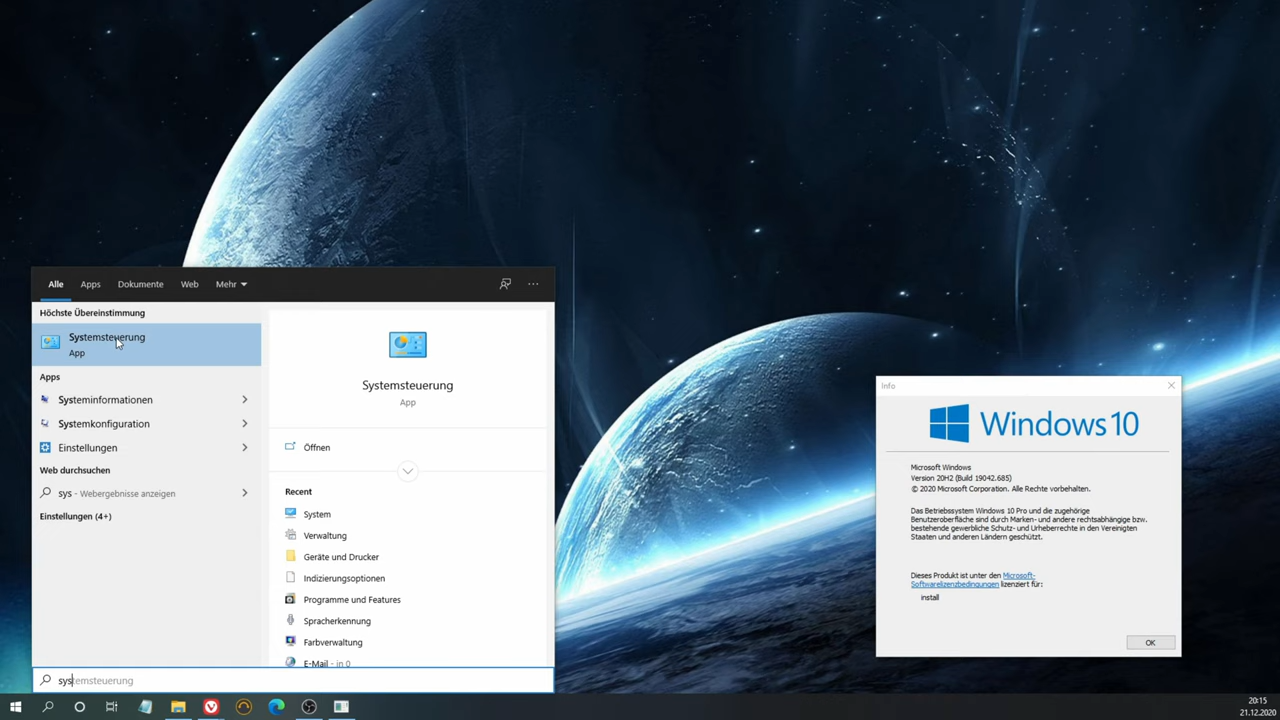 Alle Apps Dokumente Web Mehr ...
Höchste Übereinstimmung
Systemsteuerung
App
Apps
Systeminformationen
Systemkonfiguration
Einstellungen
Web durchsuchen
sys - Webergebnisse anzeigen
Einstellungen (4+)
Systemsteuerung
App
Öffnen
Recent
System
Verwaltung
Geräte und Drucker
Indizierungsoptionen
Programme und Features
Spracherkennung
Farbverwaltung
E-Mail - in 0
systemsteuerung
Info
Windows 10
Microsoft Windows
Version 20H2 (Build 19042.685)
© 2020 Microsoft Corporation. Alle Rechte vorbehalten.
Das Betriebssystem Windows 10 Pro und die zugehörige
Benutzeroberfläche sind durch Marken- und andere rechtsabhängige bzw.
bestehende gewerbliche Schutz- und Urheberrechte in den Vereinigten
Staaten und anderen Ländern geschützt.
Dieses Produkt ist unter den Microsoft-
Softwarelizenzbedingungen lizenziert für:
install
OK
20:15
21.12.2020